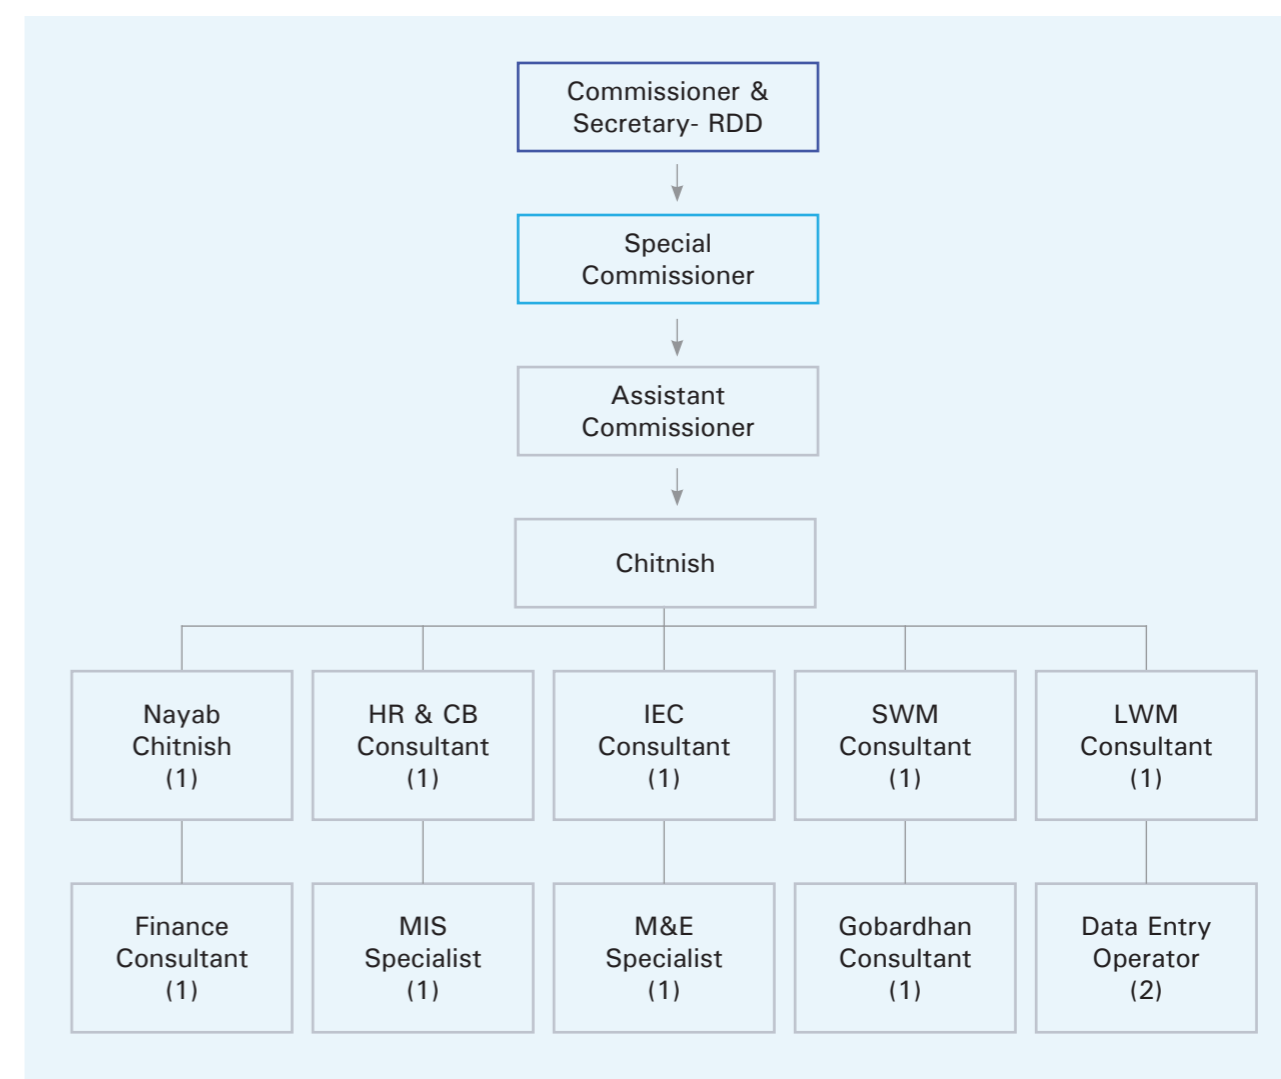 Commissioner &
Secretary- RDD
Special
Commissioner
Assistant
Commissioner
Chitnish
Nayab
Chitnish
(1)
HR & CB
Consultant
(1)
IEC
Consultant
(1)
SWM
Consultant
(1)
LWM
Consultant
(1)
Finance
Consultant
(1)
MIS
Specialist
(1)
M&E
Specialist
(1)
Gobardhan
Consultant
(1)
Data Entry
Operator
(2)